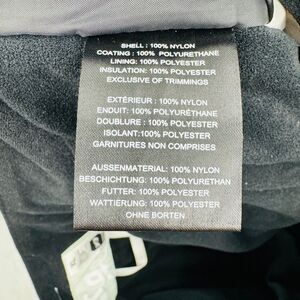 SHELL : 100% NYLON
COATING : 100% POLYURETHANE
LINING: 100% POLYESTER
INSULATION: 100% POLYESTER
EXCLUSIVE OF TRIMMINGS
EXTÉRIEUR : 100% NYLON
ENDUIT: 100% POLYURÉTHANE
DOUBLURE : 100% POLYESTER
ISOLANT:100% POLYESTER
GARNITURES NON COMPRISES
AUSSENMATERIAL: 100% NYLON
BESCHICHTUNG: 100% POLYURETHAN
FUTTER: 100% POLYESTER
WATTIERUNG: 100% POLYESTER
OHNE BORTEN